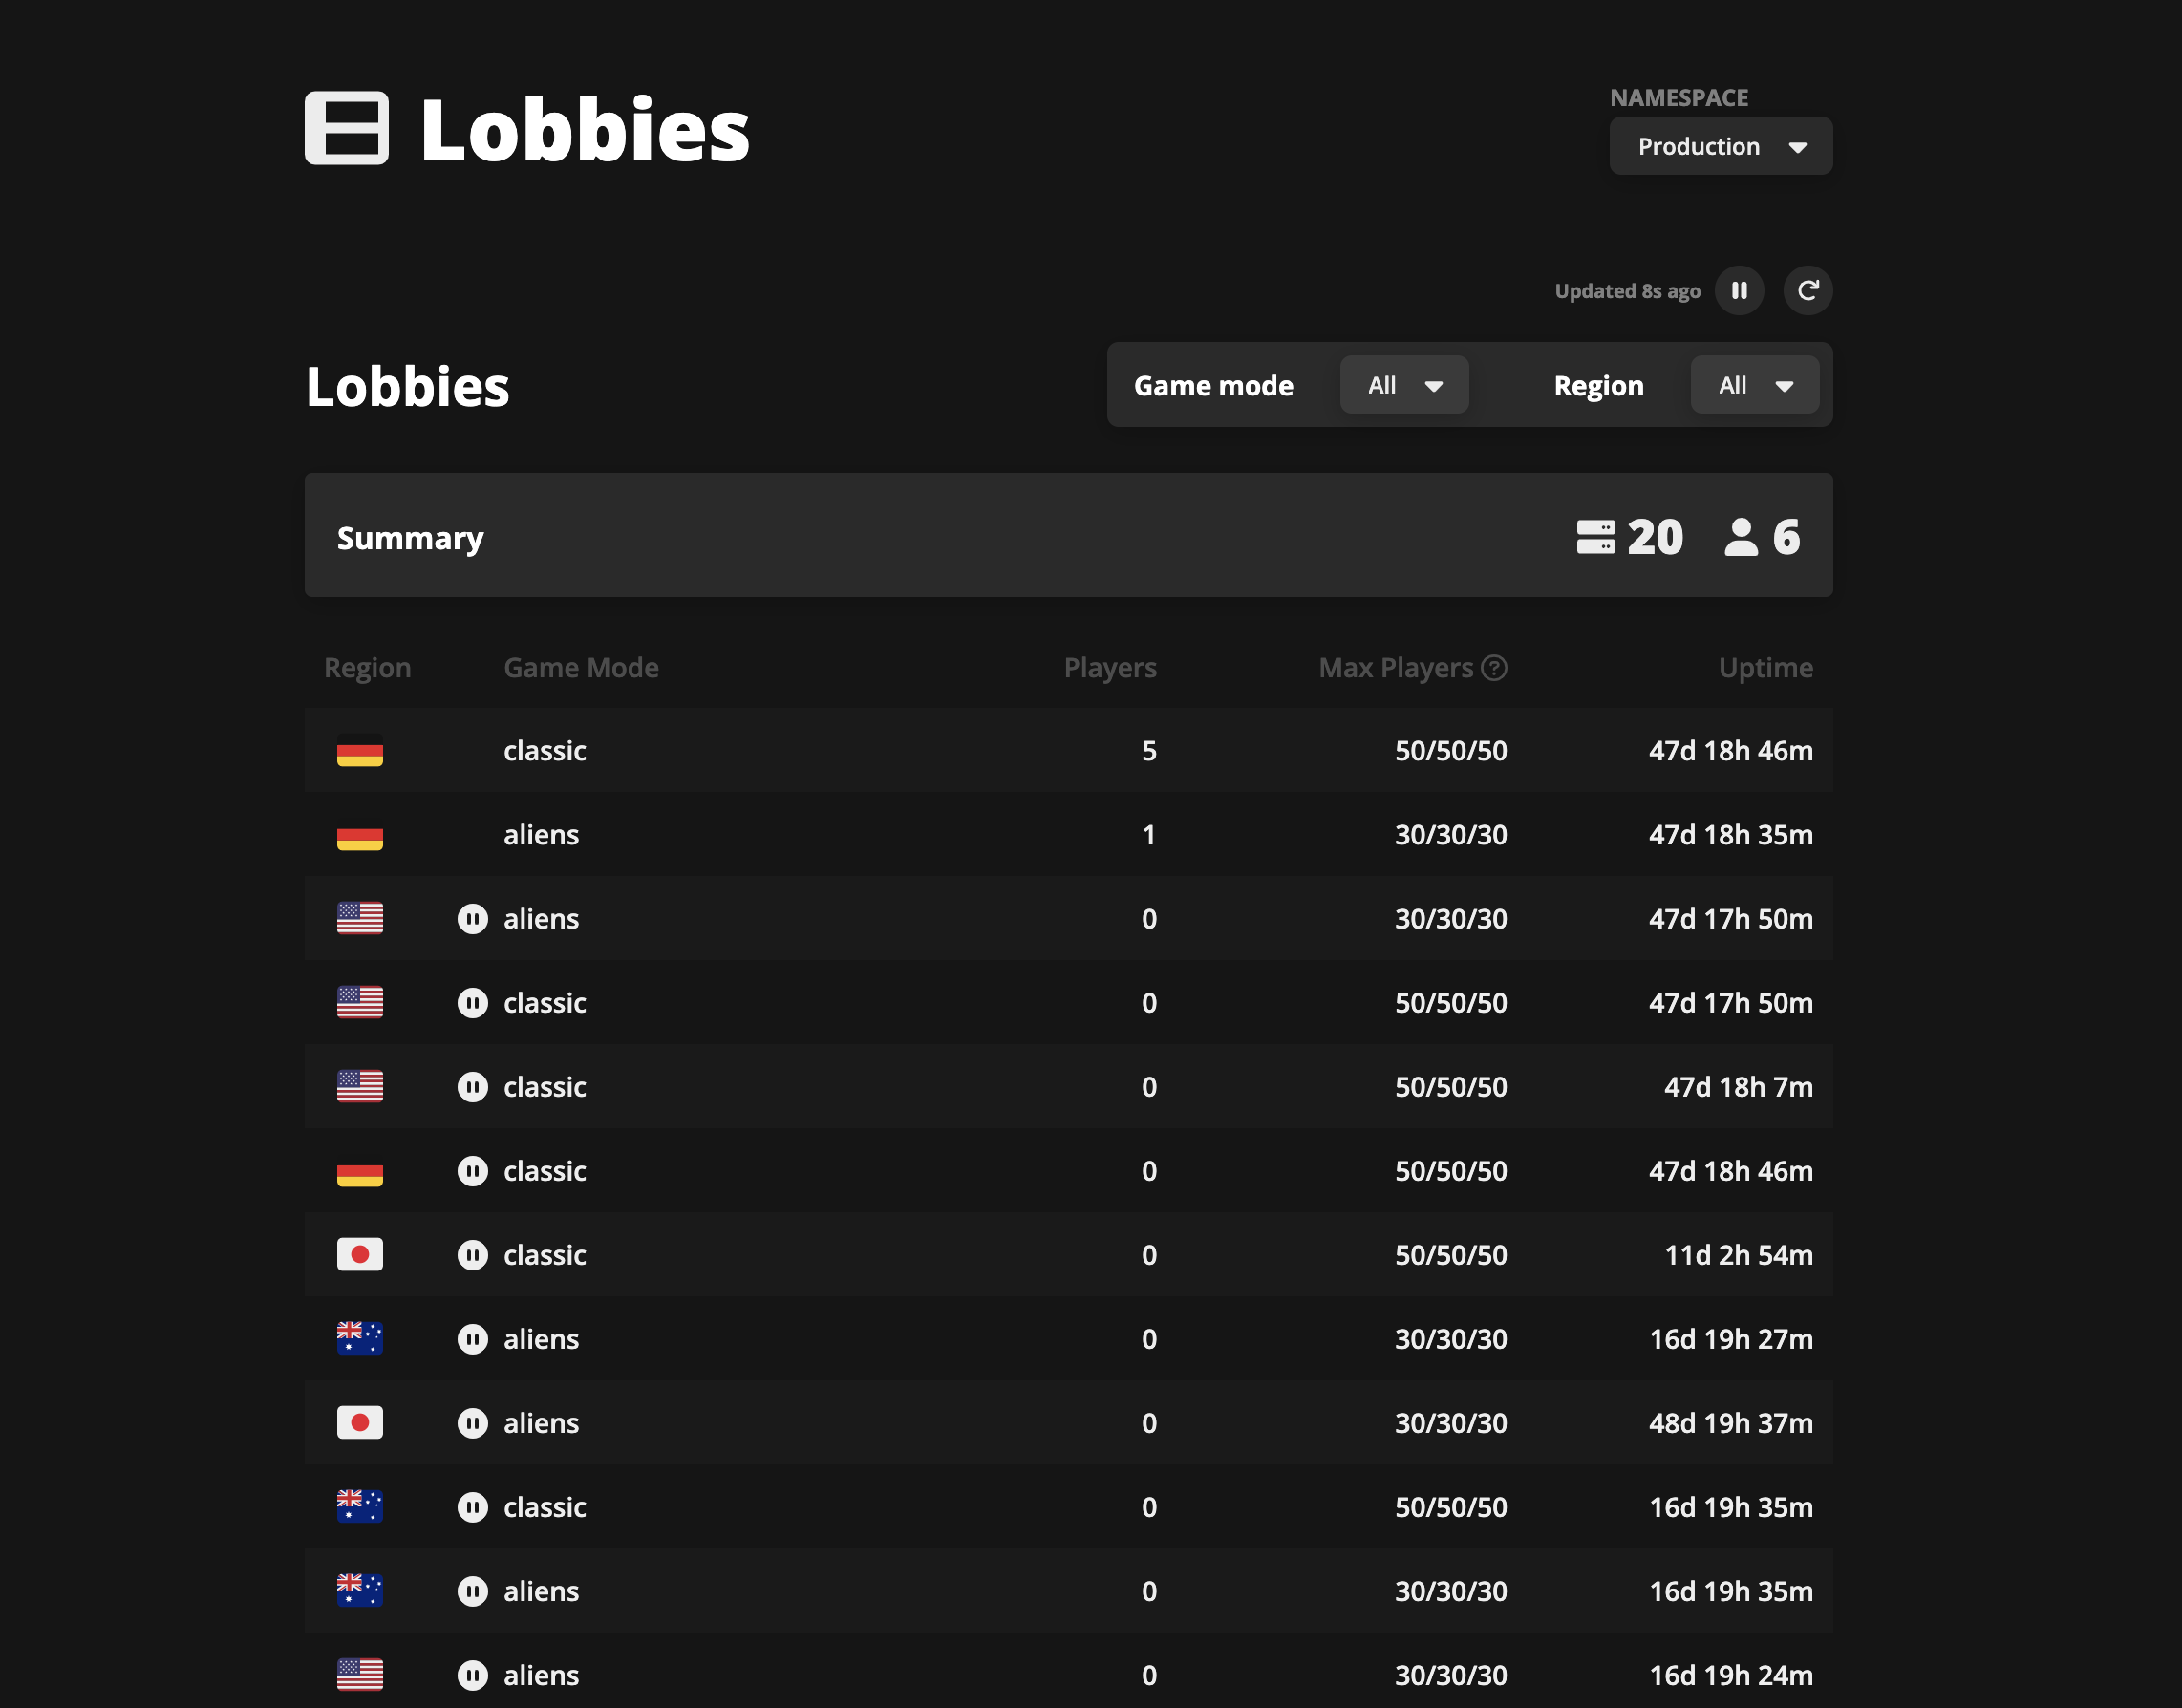 Lobbies
NAMESPACE
Production
Updated 8s ago
Lobbies
Game mode All Region All
Summary 20 6
Region Game Mode Players Max Players Uptime
classic 5 50/50/50 47d 18h 46m
aliens 1 30/30/30 47d 18h 35m
aliens 0 30/30/30 47d 17h 50m
classic 0 50/50/50 47d 17h 50m
classic 0 50/50/50 47d 18h 7m
classic 0 50/50/50 47d 18h 46m
classic 0 50/50/50 11d 2h 54m
aliens 0 30/30/30 16d 19h 27m
aliens 0 30/30/30 48d 19h 37m
classic 0 50/50/50 16d 19h 35m
aliens 0 30/30/30 16d 19h 35m
aliens 0 30/30/30 16d 19h 24m